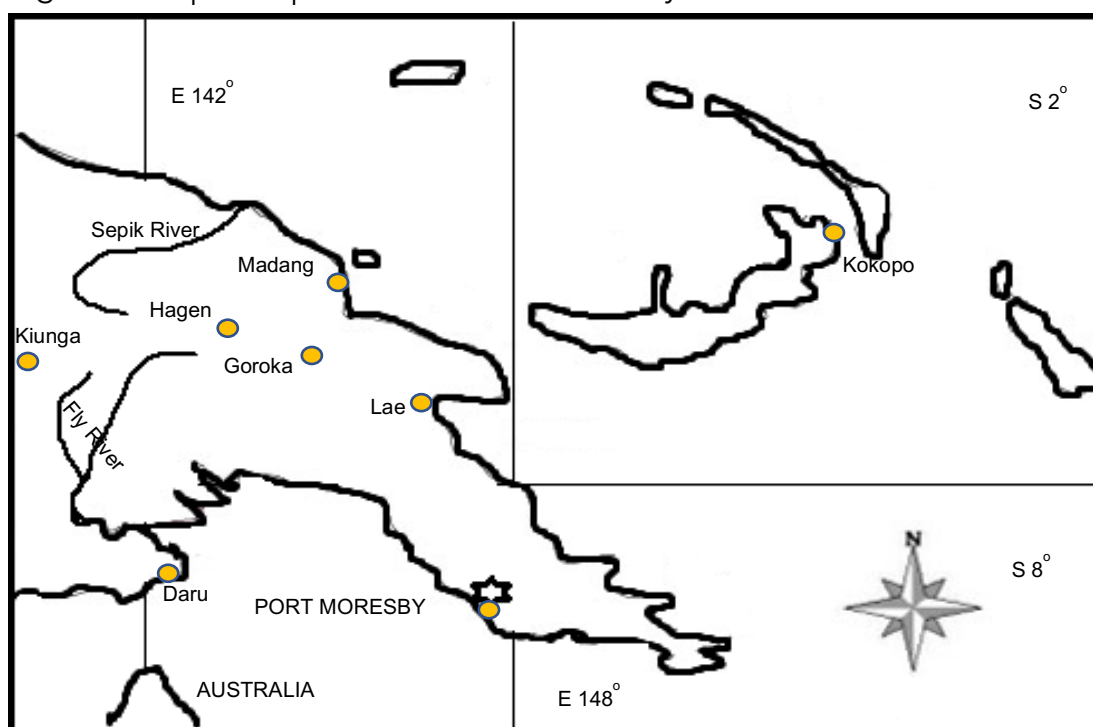 E 142°
S 2°
Sepik River
Madang
Kokopo
Hagen
Kiunga
Goroka
Lae
Fly River
N
S 8°
Daru
PORT MORESBY
AUSTRALIA
E 148°